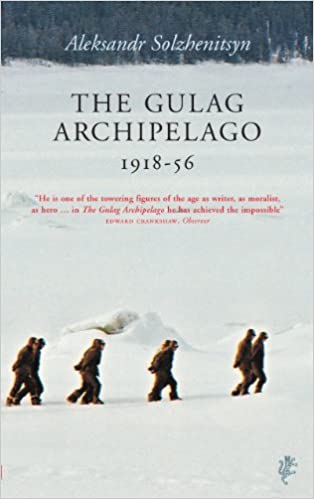 Aleksandr Solzhenitsyn
THE GULAG
ARCHIPELAGO
1918-56
"He is one of the towering figures of the age as writer, as moralist,
as hero ... in The Gulag Archipelago he has achieved the impossible"
EDWARD CRANKSHAW, Observer